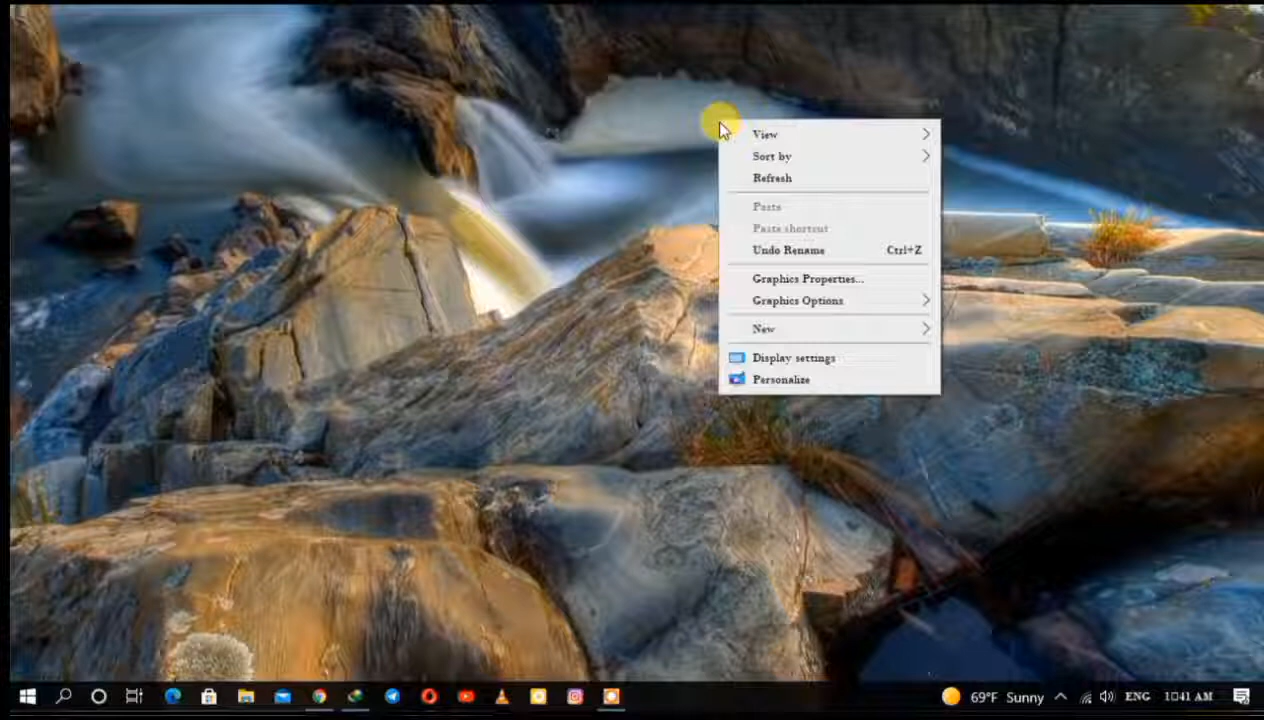 View
Sort by
Refresh
Paste
Paste shortcut
Undo Rename Ctrl+Z
Graphics Properties...
Graphics Options
New
Display settings
Personalize
69°F Sunny ENG 1:41 AM